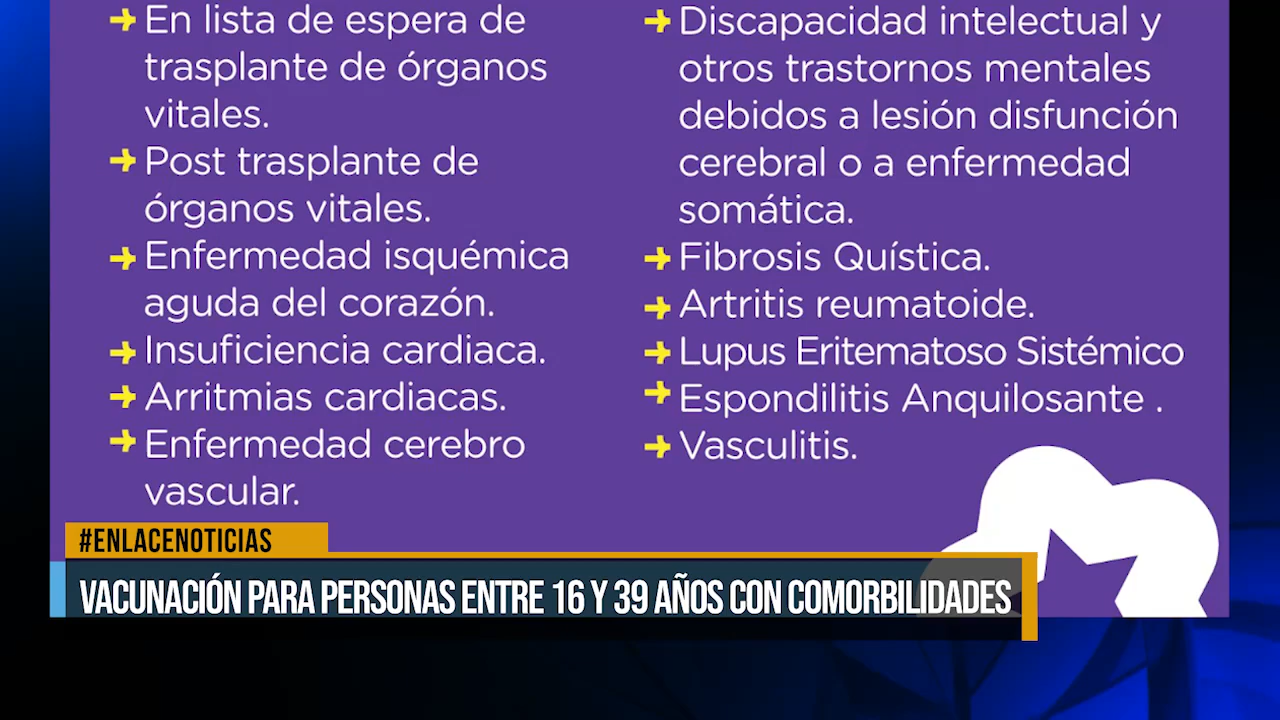 En lista de espera de
trasplante de órganos
vitales.
Post trasplante de
órganos vitales.
Enfermedad isquémica
aguda del corazón.
Insuficiencia cardiaca.
Arritmias cardiacas.
Enfermedad cerebro
vascular.
Discapacidad intelectual y
otros trastornos mentales
debidos a lesión disfunción
cerebral o a enfermedad
somática.
Fibrosis Quística.
Artritis reumatoide.
Lupus Eritematoso Sistémico
Espondilitis Anquilosante .
Vasculitis.
#ENLACENOTICIAS
VACUNACIÓN PARA PERSONAS ENTRE 16 Y 39 AÑOS CON COMORBILIDADES